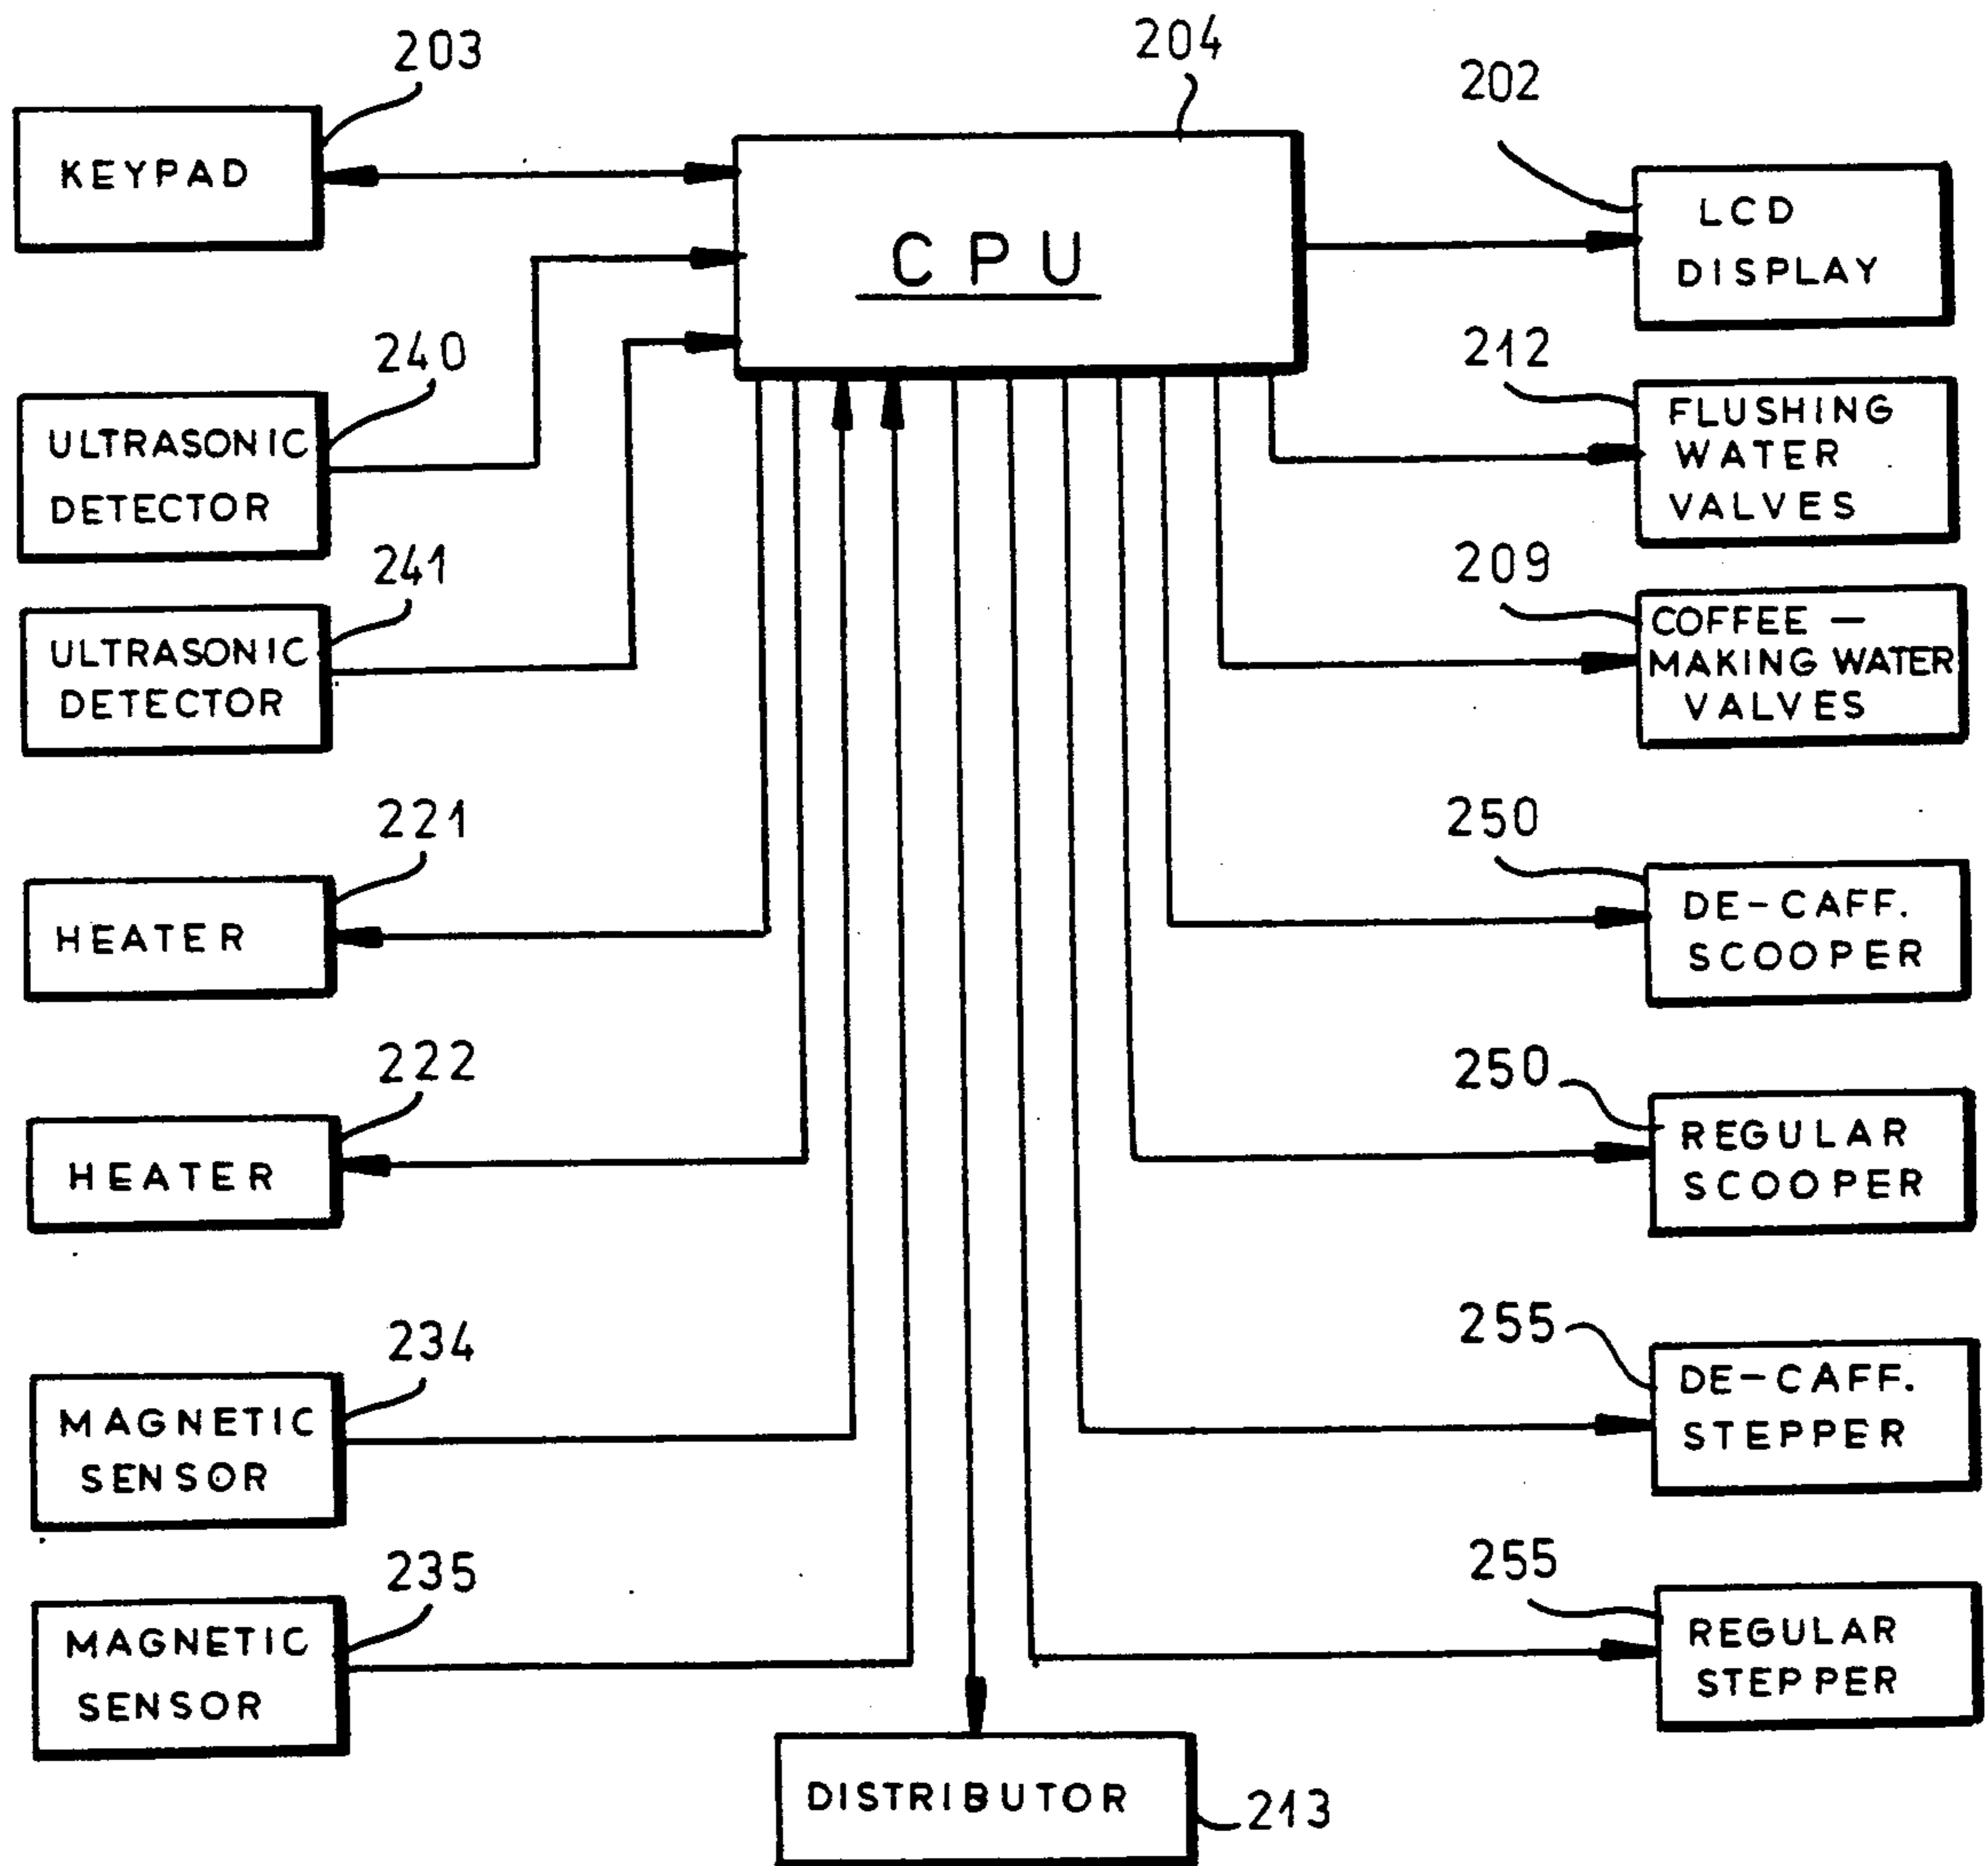 203
KEYPAD
204
CPU
202
LCD
DISPLAY
240
ULTRASONIC
DETECTOR
212
FLUSHING
WATER
VALVES
241
ULTRASONIC
DETECTOR
209
COFFEE —
MAKING WATER
VALVES
221
HEATER
250
DE-CAFF.
SCOOPER
222
HEATER
250
REGULAR
SCOOPER
234
MAGNETIC
SENSOR
255
DE-CAFF.
STEPPER
235
MAGNETIC
SENSOR
255
REGULAR
STEPPER
DISTRIBUTOR
213